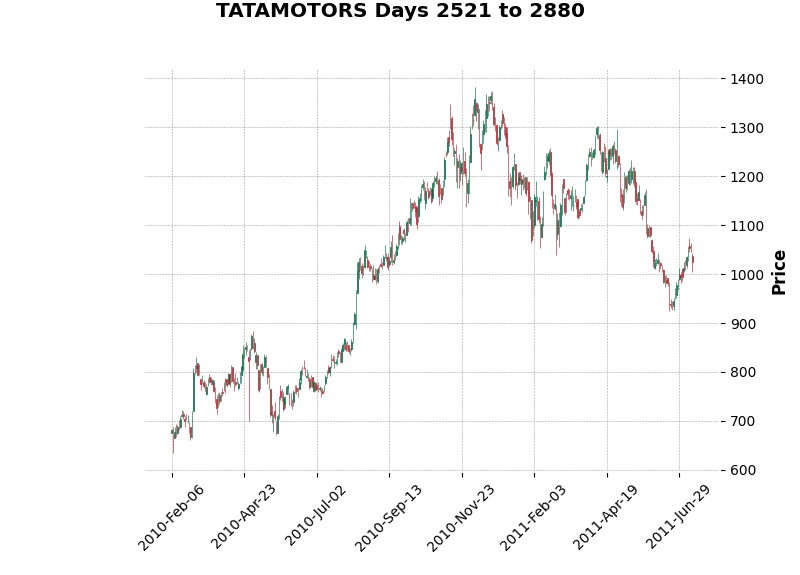 TATAMOTORS Days 2521 to 2880
1400
1300
1200
1100
1000
900
800
700
600
Price
2010-Feb-06
2010-Apr-23
2010-Jul-02
2010-Sep-13
2010-Nov-23
2011-Feb-03
2011-Apr-19
2011-Jun-29